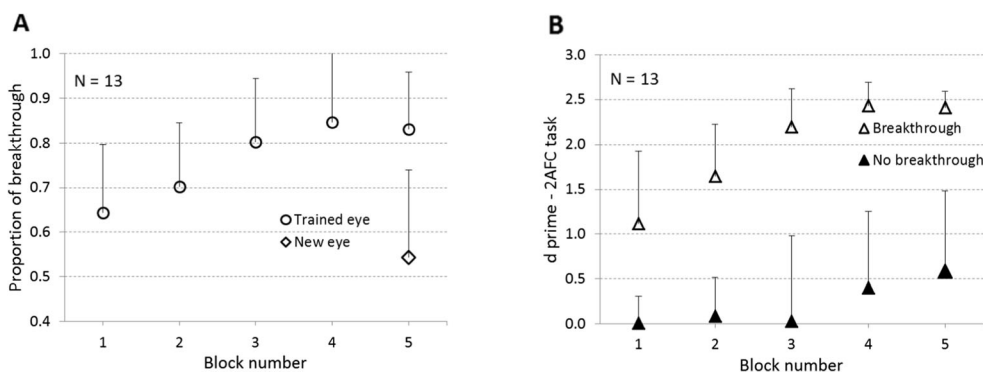 A
Proportion of breakthrough
1.0
0.9
0.8
0.7
0.6
0.5
0.4
N = 13
Trained eye
New eye
1 2 3 4 5
Block number
B
d prime - 2AFC task
3.0
2.5
2.0
1.5
1.0
0.5
0.0
N = 13
Breakthrough
No breakthrough
1 2 3 4 5
Block number